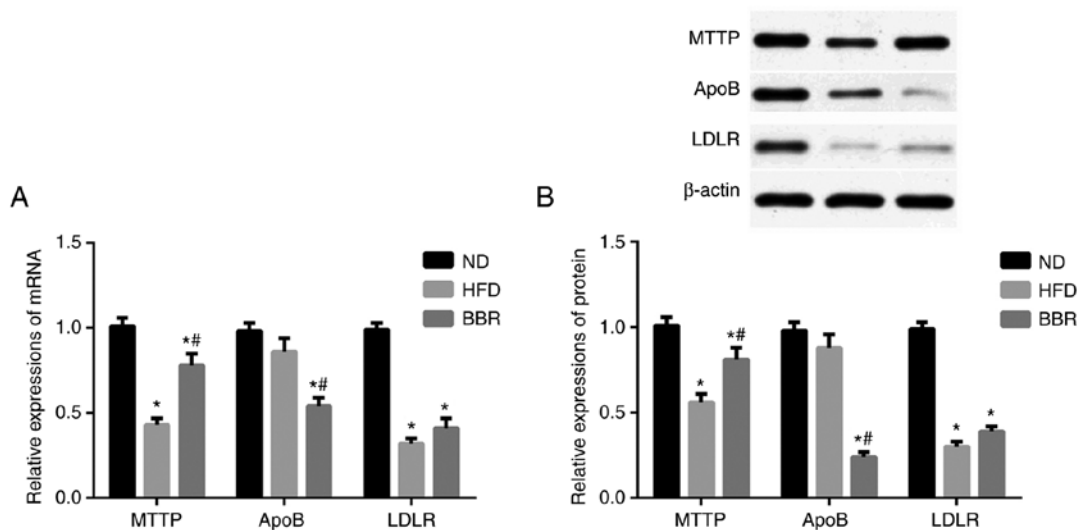 MTTP
ApoB
LDLR
β-actin
A
Relative expressions of mRNA
1.5
1.0
0.5
0.0
ND
HFD
BBR
*
*#
*#
*
*
MTTP ApoB LDLR
B
Relative expressions of protein
1.5
1.0
0.5
0.0
ND
HFD
BBR
*
*#
*#
*
*
MTTP ApoB LDLR